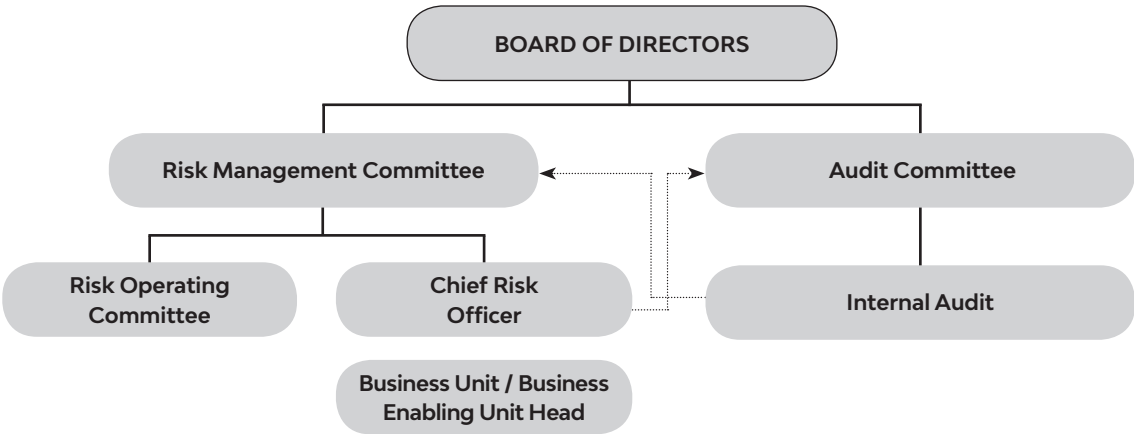 BOARD OF DIRECTORS
Risk Management Committee
Audit Committee
Risk Operating
Committee
Chief Risk
Officer
Internal Audit
Business Unit / Business
Enabling Unit Head